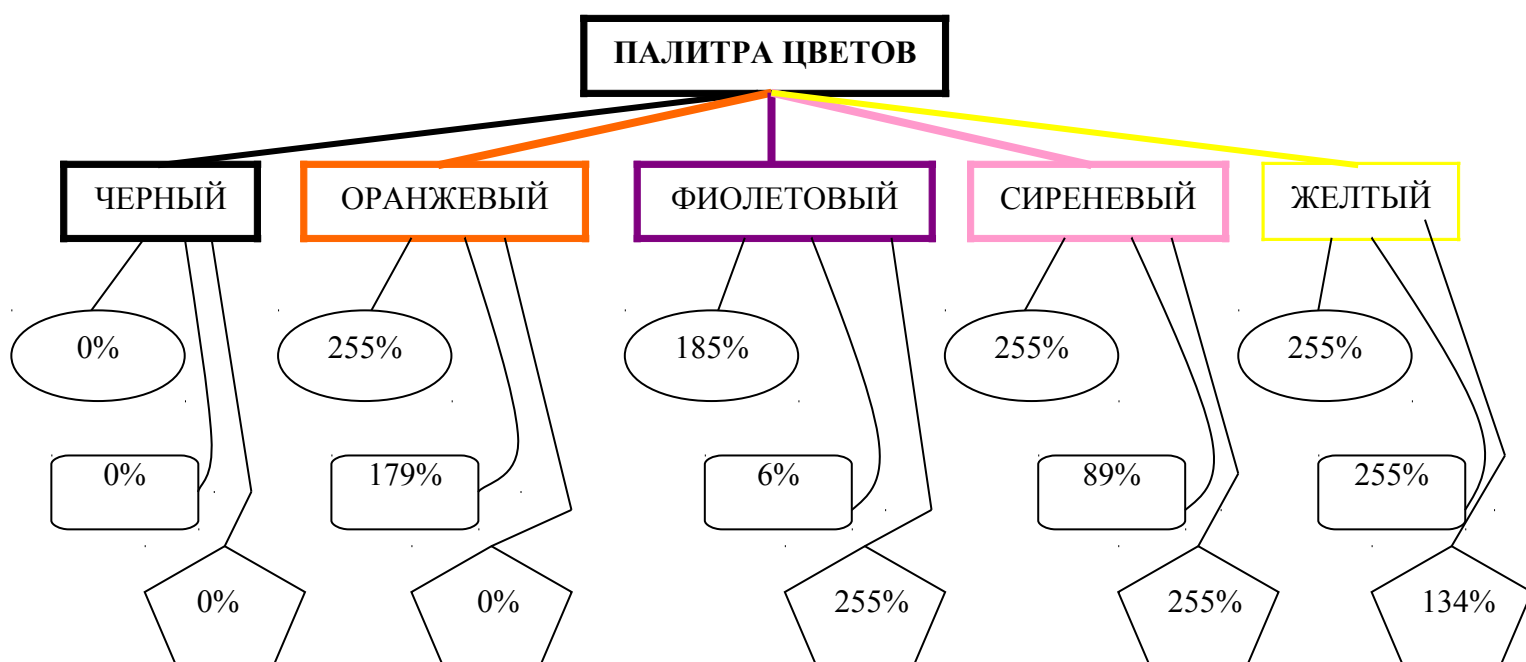 ПАЛИТРА ЦВЕТОВ
ЧЕРНЫЙ
ОРАНЖЕВЫЙ
ФИОЛЕТОВЫЙ
СИРЕНЕВЫЙ
ЖЕЛТЫЙ
0%
255%
185%
255%
255%
0%
179%
6%
89%
255%
0%
0%
255%
255%
134%